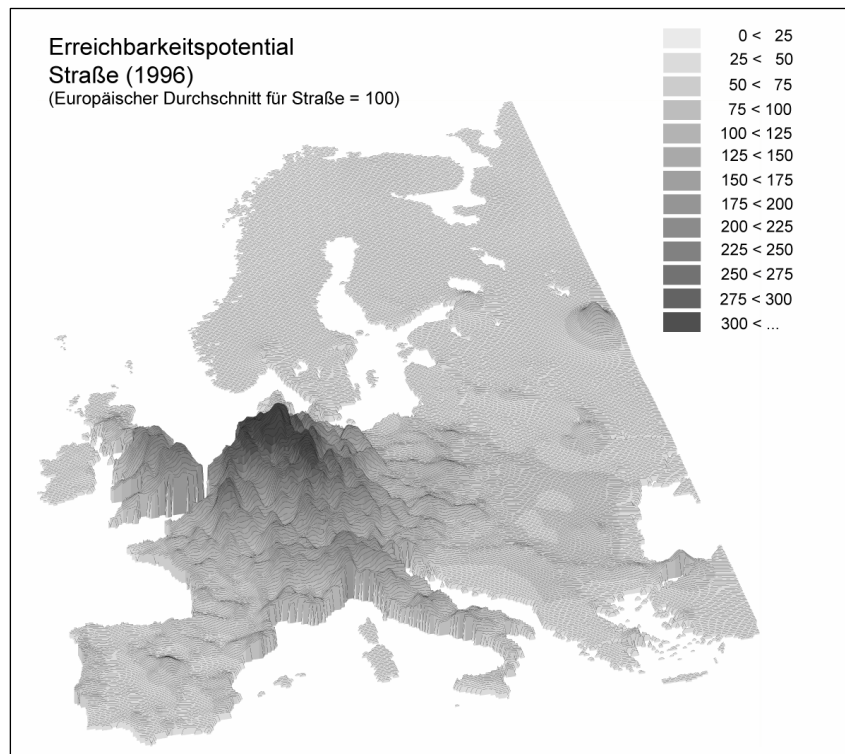 Erreichbarkeitspotential
Straße (1996)
(Europäischer Durchschnitt für Straße = 100)
0 < 25
25 < 50
50 < 75
75 < 100
100 < 125
125 < 150
150 < 175
175 < 200
200 < 225
225 < 250
250 < 275
275 < 300
300 < ...